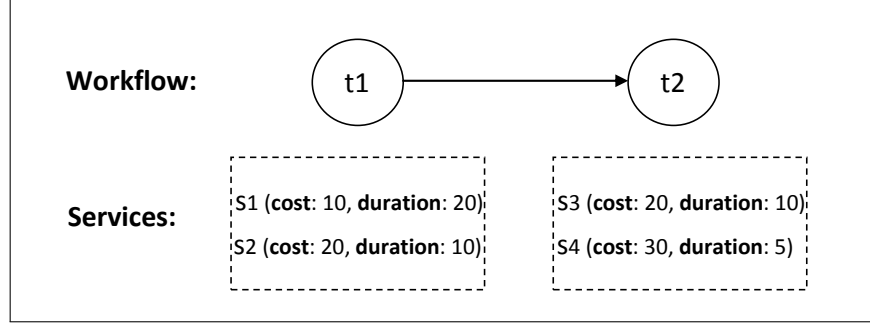 Workflow: t1 t2
Services:
S1 (cost: 10, duration: 20)
S2 (cost: 20, duration: 10)
S3 (cost: 20, duration: 10)
S4 (cost: 30, duration: 5)